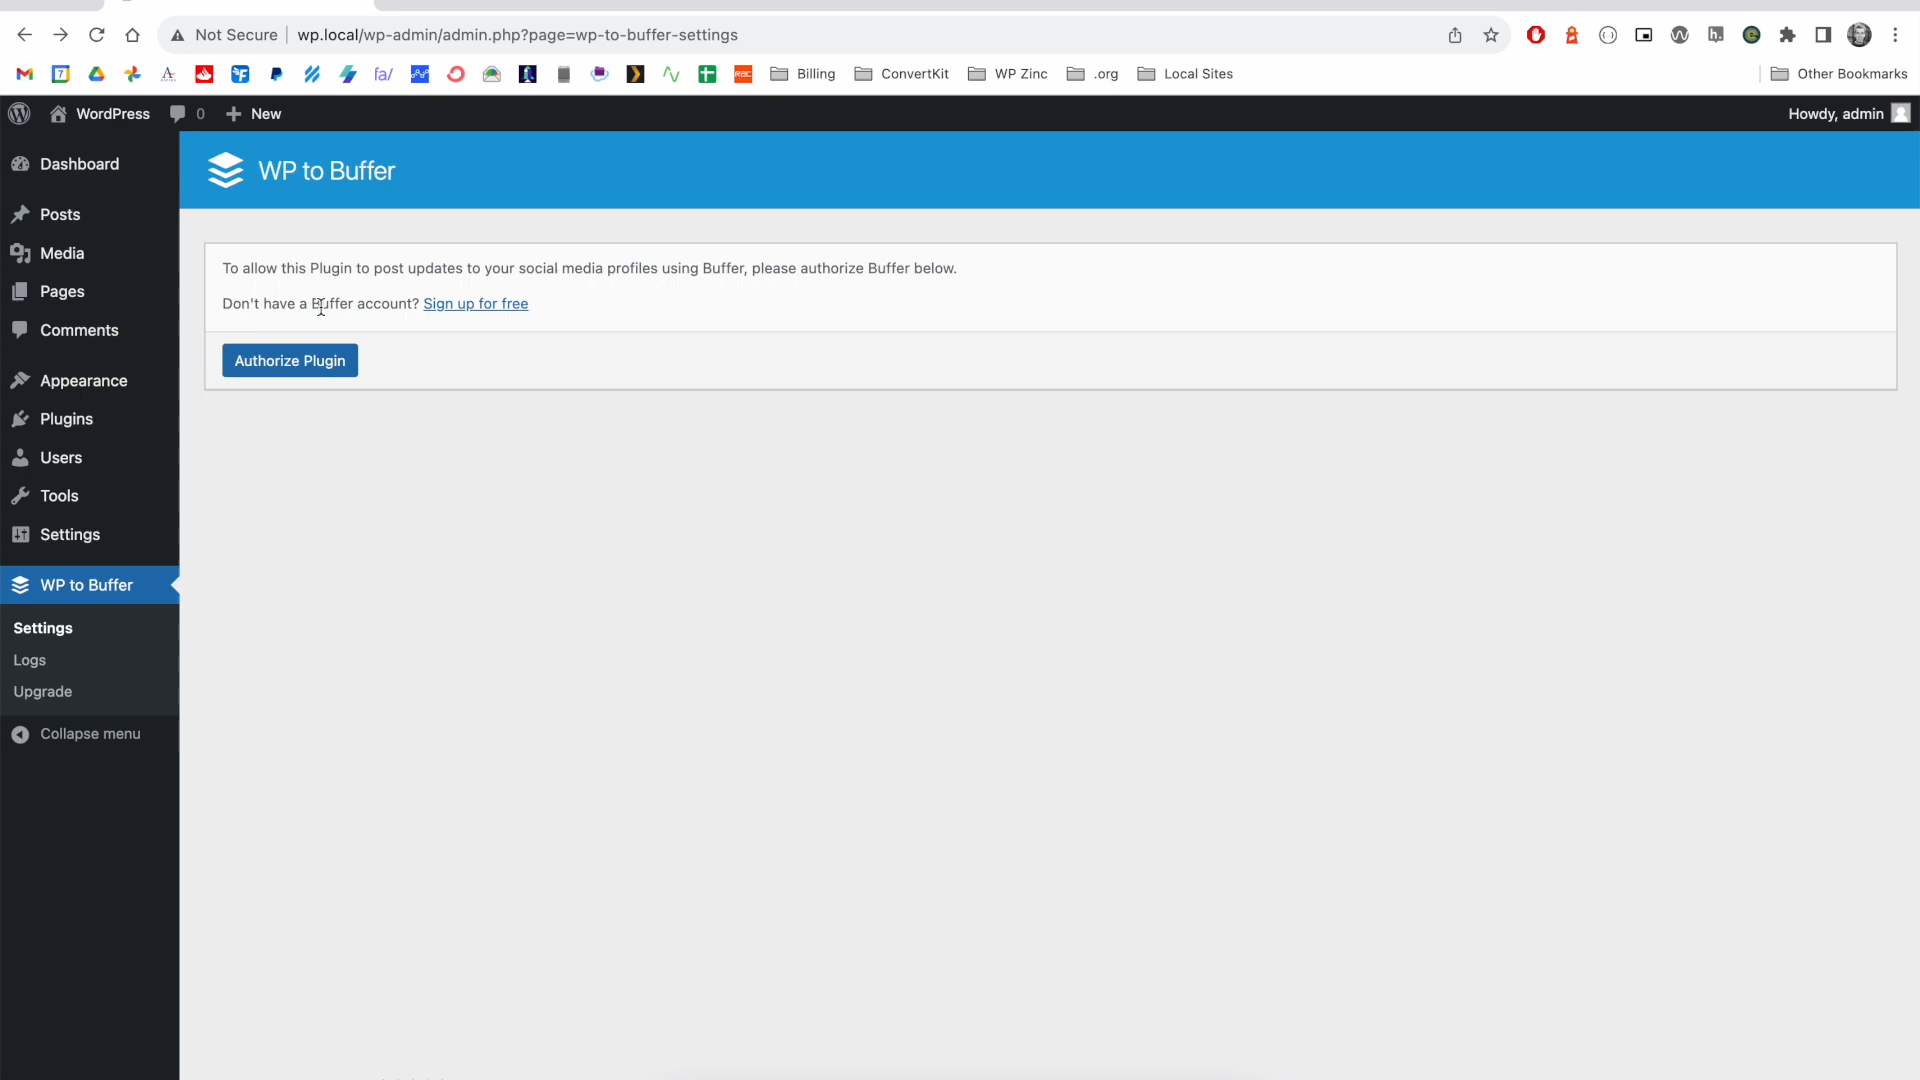 Not Secure wp.local/wp-admin/admin.php?page=wp-to-buffer-settings
7 fa/ REC Billing ConvertKit WP Zinc .org Local Sites Other Bookmarks
WordPress 0 New Howdy, admin
Dashboard
Posts
Media
Pages
Comments
Appearance
Plugins
Users
Tools
Settings
WP to Buffer
Settings
Logs
Upgrade
Collapse menu
WP to Buffer
To allow this Plugin to post updates to your social media profiles using Buffer, please authorize Buffer below.
Don't have a Buffer account? Sign up for free
Authorize Plugin